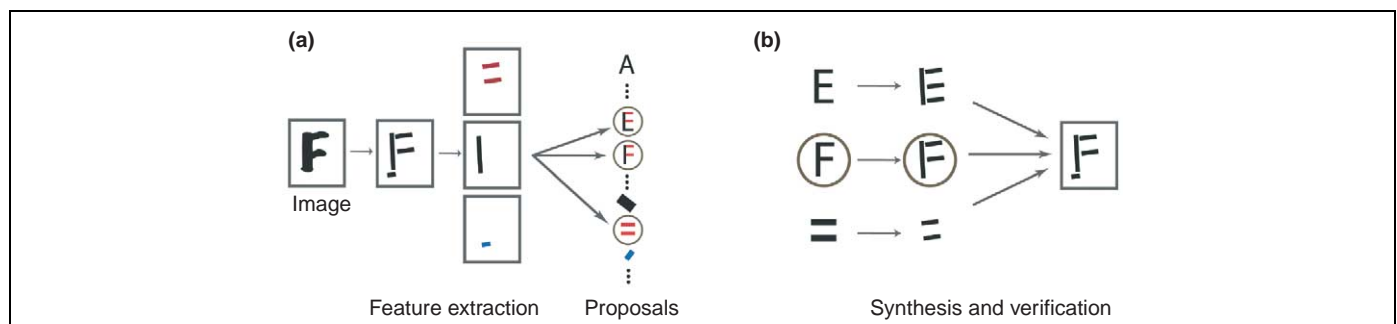 (a)
A
E
F
F
F
=
Image
Feature extraction
Proposals
(b)
E
E
F
F
F
=
=
Synthesis and verification